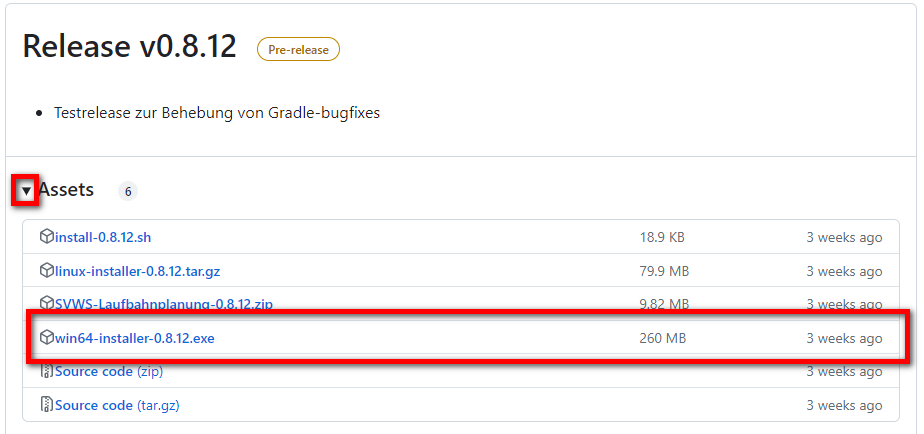 Release v0.8.12 Pre-release
Testrelease zur Behebung von Gradle-bugfixes
Assets 6
install-0.8.12.sh 18.9 KB 3 weeks ago
linux-installer-0.8.12.tar.gz 79.9 MB 3 weeks ago
SVWS-Laufbahnplanung-0.8.12.zip 9.82 MB 3 weeks ago
win64-installer-0.8.12.exe 260 MB 3 weeks ago
Source code (zip) 3 weeks ago
Source code (tar.gz) 3 weeks ago